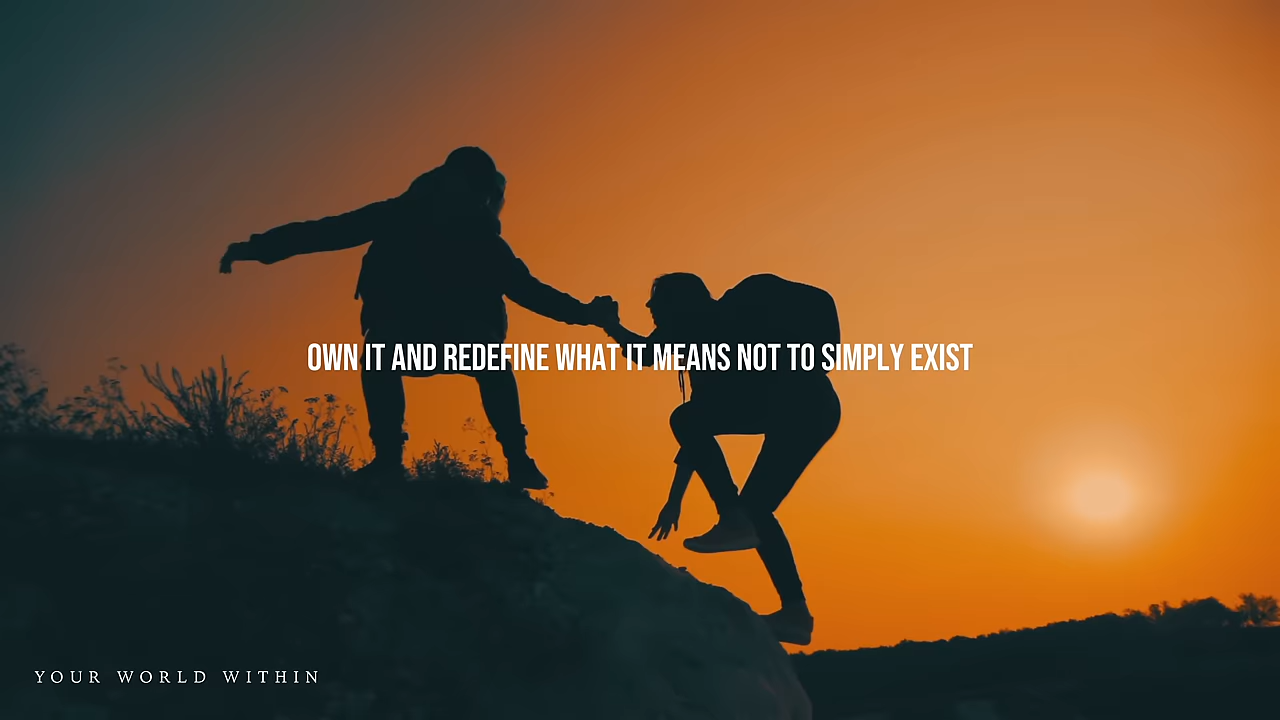 OWN IT AND REDEFINE WHAT IT MEANS NOT TO SIMPLY EXIST
YOUR WORLD WITHIN